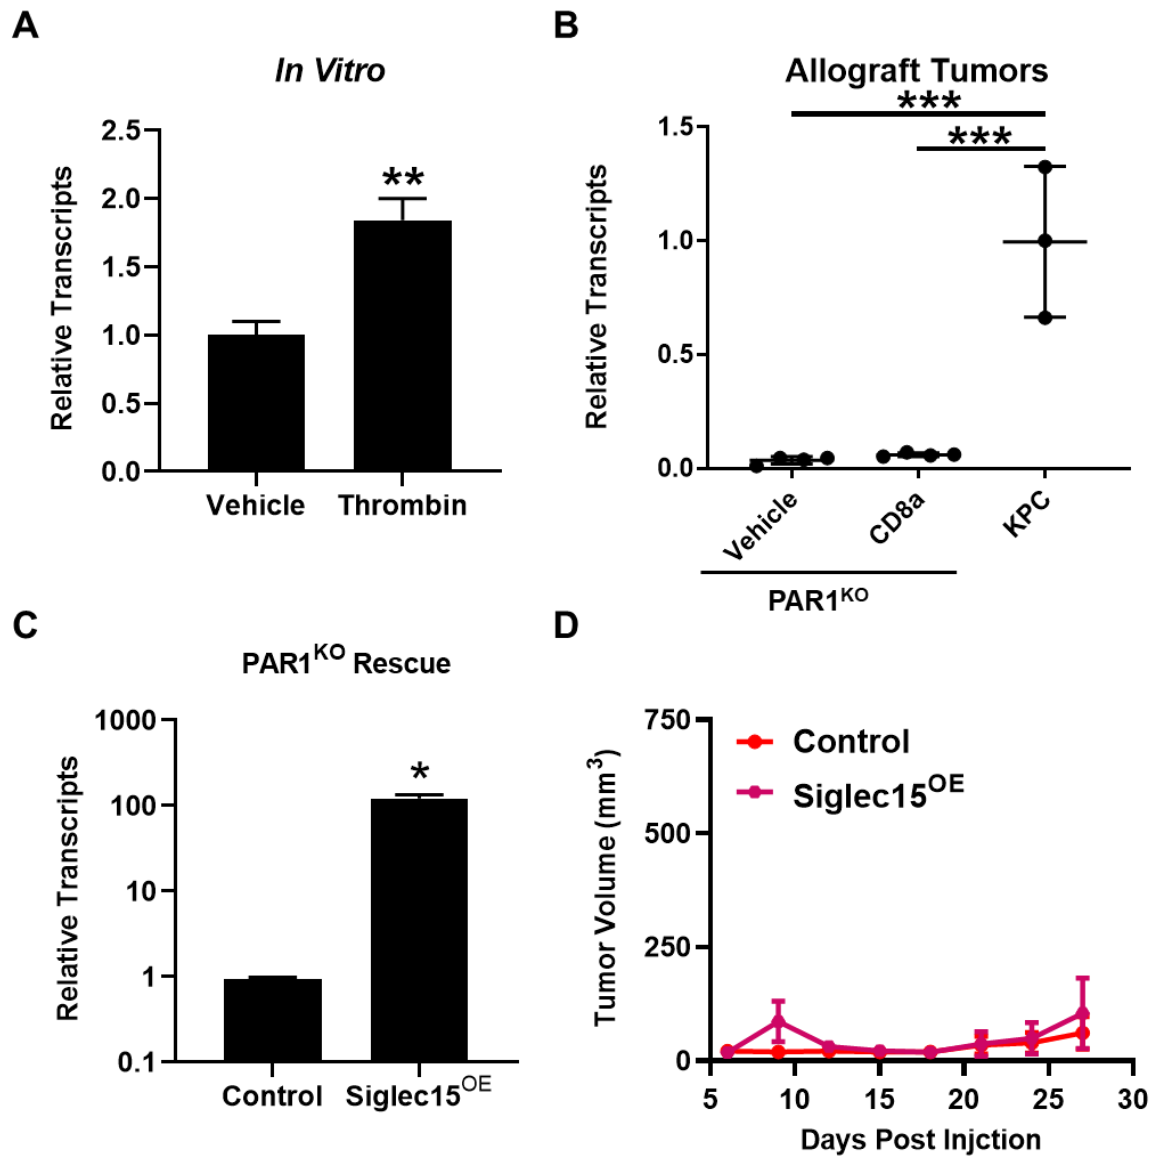 A
In Vitro
2.5
2.0
1.5
1.0
0.5
0.0
Relative Transcripts
**
Vehicle Thrombin
B
Allograft Tumors
***
***
1.5
1.0
0.5
0.0
Relative Transcripts
Vehicle
CD8a
KPC
PAR1KO
C
PAR1KO Rescue
1000
100
10
1
0.1
Relative Transcripts
*
Control Siglec15OE
D
750
500
250
0
Tumor Volume (mm3)
Control
Siglec15OE
5 10 15 20 25 30
Days Post Injction